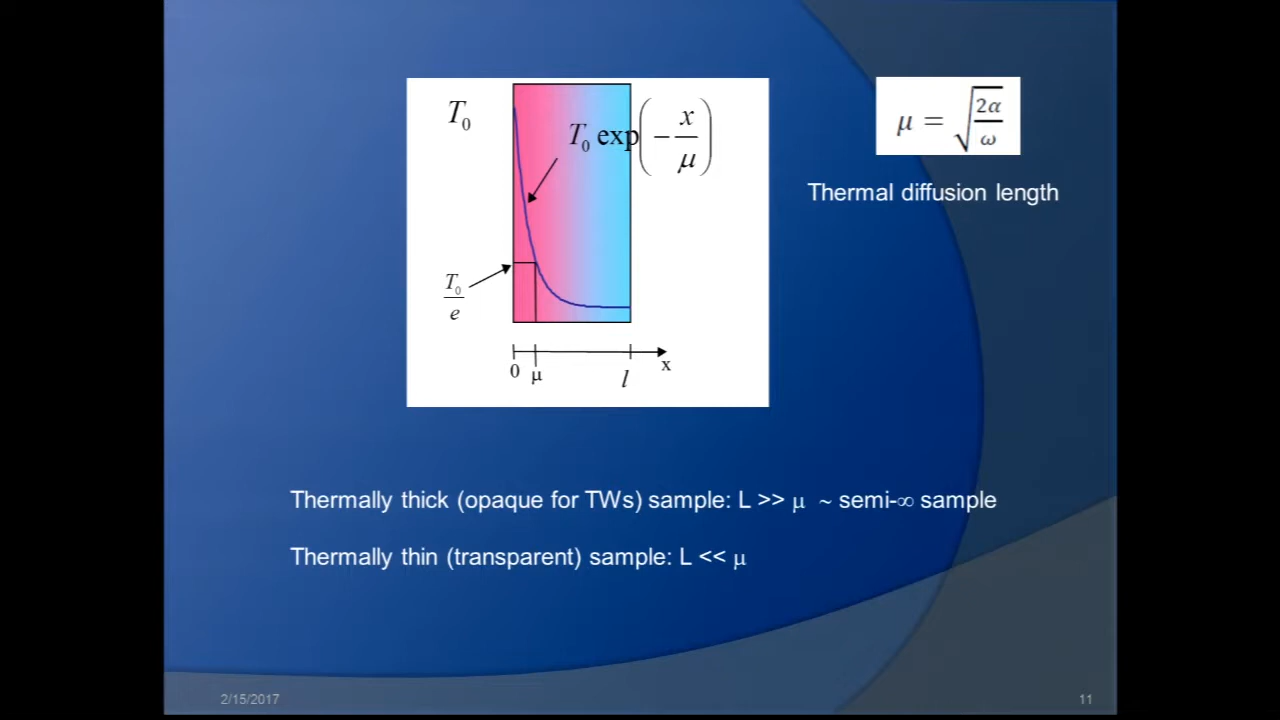 T₀
T₀ exp(−x/μ)
T₀/e
0 μ l x
μ = √(2α/ω)
Thermal diffusion length
Thermally thick (opaque for TWs) sample: L >> μ ~ semi-∞ sample
Thermally thin (transparent) sample: L << μ
2/15/2017
11